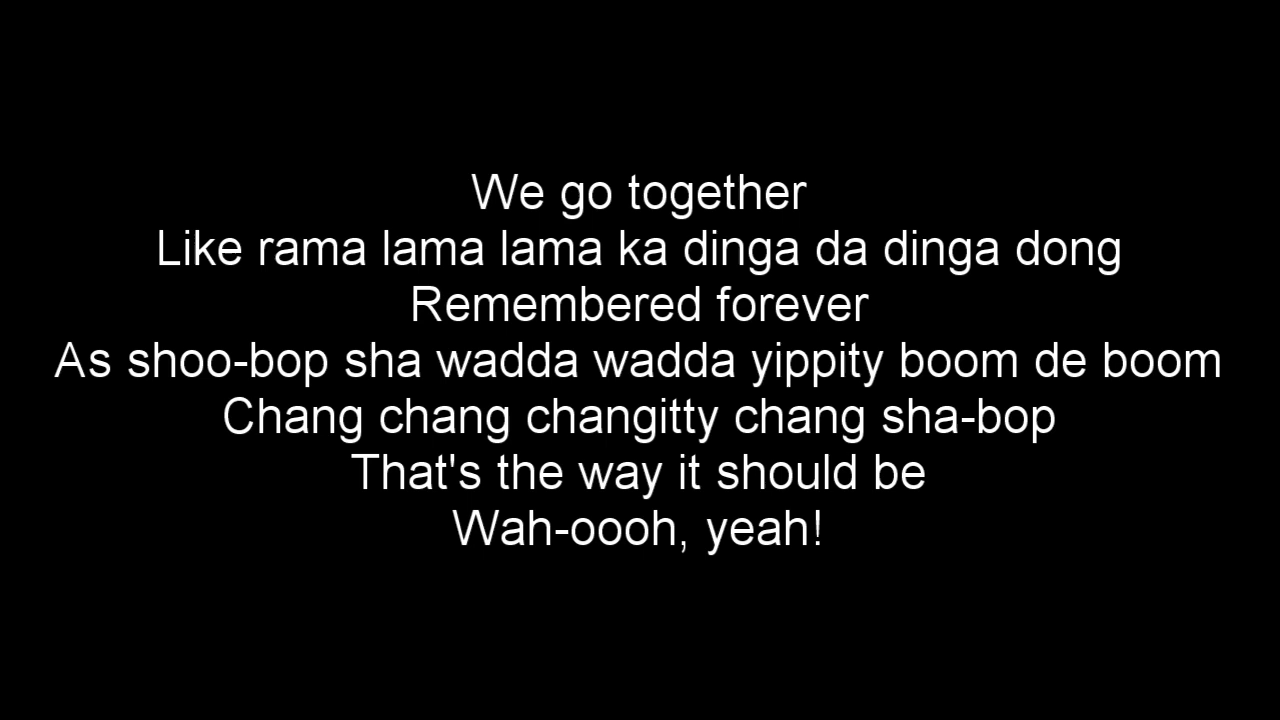 We go together
Like rama lama lama ka dinga da dinga dong
Remembered forever
As shoo-bop sha wadda wadda yippity boom de boom
Chang chang changitty chang sha-bop
That's the way it should be
Wah-oooh, yeah!